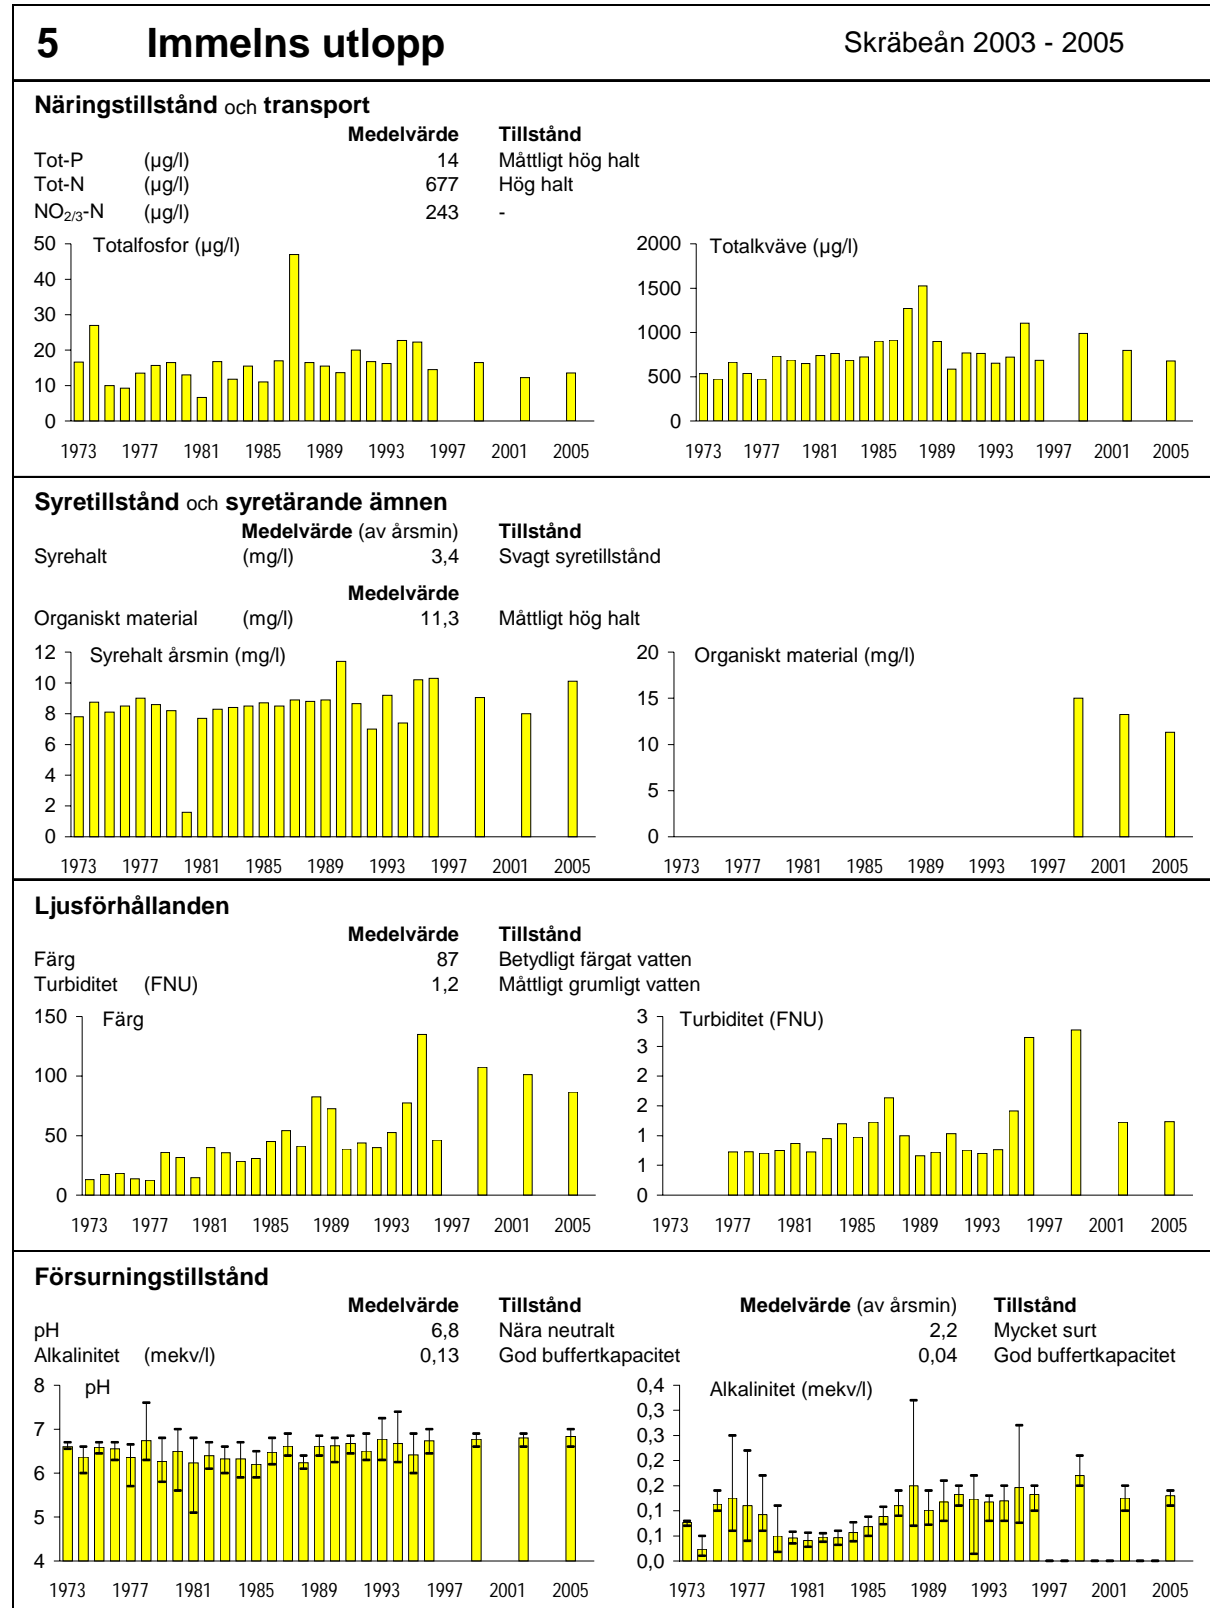 5 Immelns utlopp Skräbeån 2003 - 2005
Näringstillstånd och transport
Medelvärde Tillstånd
Tot-P (µg/l) 14 Måttligt hög halt
Tot-N (µg/l) 677 Hög halt
NO2/3-N (µg/l) 243 -
Totalfosfor (µg/l)
50
40
30
20
10
0
1973 1977 1981 1985 1989 1993 1997 2001 2005
Totalkväve (µg/l)
2000
1500
1000
500
0
1973 1977 1981 1985 1989 1993 1997 2001 2005
Syretillstånd och syretärande ämnen
Medelvärde (av årsmin) Tillstånd
Syrehalt (mg/l) 3,4 Svagt syretillstånd
Medelvärde
Organiskt material (mg/l) 11,3 Måttligt hög halt
Syrehalt årsmin (mg/l)
12
10
8
6
4
2
0
1973 1977 1981 1985 1989 1993 1997 2001 2005
Organiskt material (mg/l)
20
15
10
5
0
1973 1977 1981 1985 1989 1993 1997 2001 2005
Ljusförhållanden
Medelvärde Tillstånd
Färg 87 Betydligt färgat vatten
Turbiditet (FNU) 1,2 Måttligt grumligt vatten
Färg
150
100
50
0
1973 1977 1981 1985 1989 1993 1997 2001 2005
Turbiditet (FNU)
3
3
2
2
1
1
0
1973 1977 1981 1985 1989 1993 1997 2001 2005
Försurningstillstånd
Medelvärde Tillstånd Medelvärde (av årsmin) Tillstånd
pH 6,8 Nära neutralt 2,2 Mycket surt
Alkalinitet (mekv/l) 0,13 God buffertkapacitet 0,04 God buffertkapacitet
pH
8
7
6
5
4
1973 1977 1981 1985 1989 1993 1997 2001 2005
Alkalinitet (mekv/l)
0,4
0,3
0,3
0,2
0,2
0,1
0,1
0,0
1973 1977 1981 1985 1989 1993 1997 2001 2005